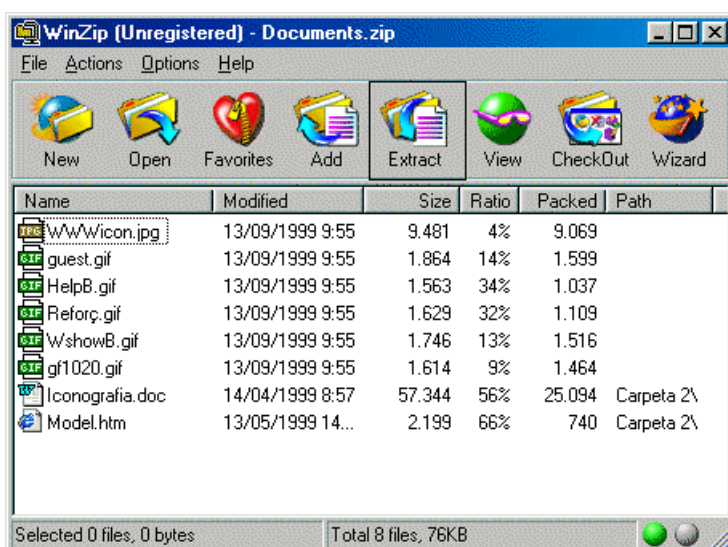 WinZip (Unregistered) - Documents.zip
File Actions Options Help
New Open Favorites Add Extract View CheckOut Wizard
Name Modified Size Ratio Packed Path
JPG WWWicon.jpg 13/09/1999 9:55 9.481 4% 9.069
GIF guest.gif 13/09/1999 9:55 1.864 14% 1.599
GIF HelpB.gif 13/09/1999 9:55 1.563 34% 1.037
GIF Reforç.gif 13/09/1999 9:55 1.629 32% 1.109
GIF WshowB.gif 13/09/1999 9:55 1.746 13% 1.516
GIF gf1020.gif 13/09/1999 9:55 1.614 9% 1.464
Iconografia.doc 14/04/1999 8:57 57.344 56% 25.094 Carpeta 2\
Model.htm 13/05/1999 14... 2.199 66% 740 Carpeta 2\
Selected 0 files, 0 bytes Total 8 files, 76KB